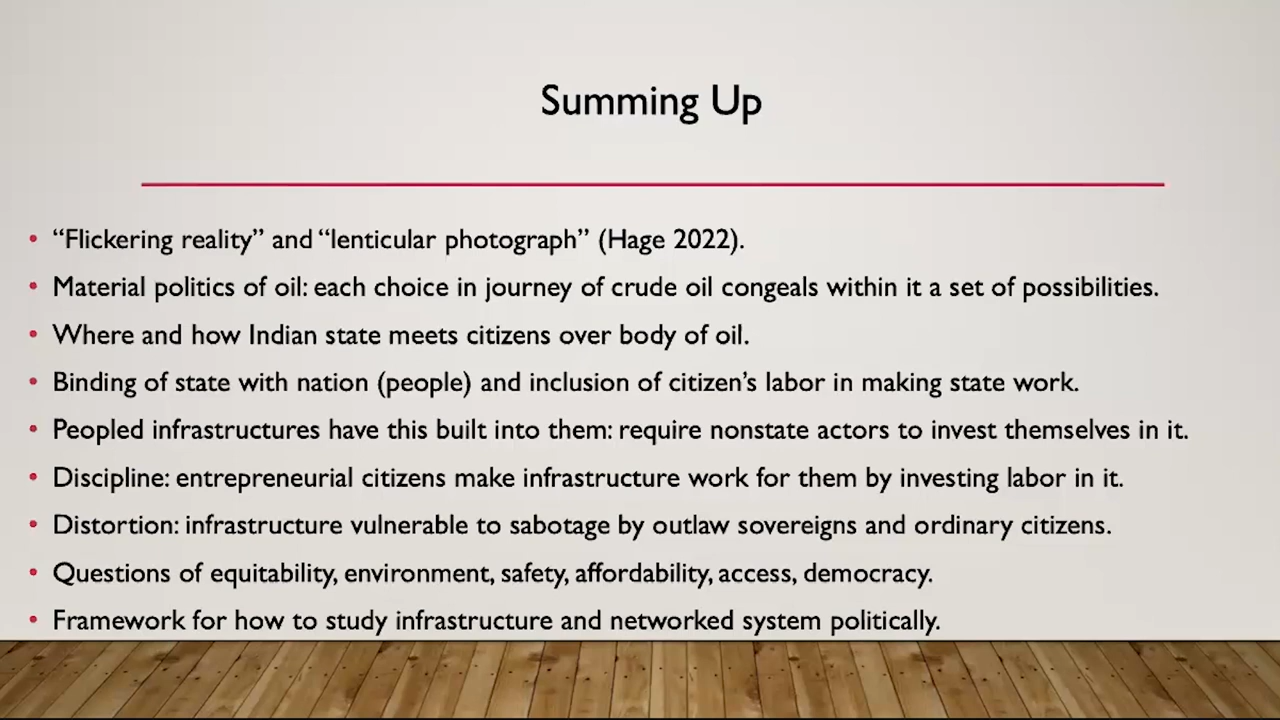 Summing Up
• “Flickering reality” and “lenticular photograph” (Hage 2022).
• Material politics of oil: each choice in journey of crude oil congeals within it a set of possibilities.
• Where and how Indian state meets citizens over body of oil.
• Binding of state with nation (people) and inclusion of citizen’s labor in making state work.
• Peopled infrastructures have this built into them: require nonstate actors to invest themselves in it.
• Discipline: entrepreneurial citizens make infrastructure work for them by investing labor in it.
• Distortion: infrastructure vulnerable to sabotage by outlaw sovereigns and ordinary citizens.
• Questions of equitability, environment, safety, affordability, access, democracy.
• Framework for how to study infrastructure and networked system politically.